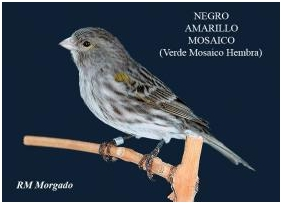 NEGRO
AMARILLO
MOSAICO
(Verde Mosaico Hembra)
RM Morgado